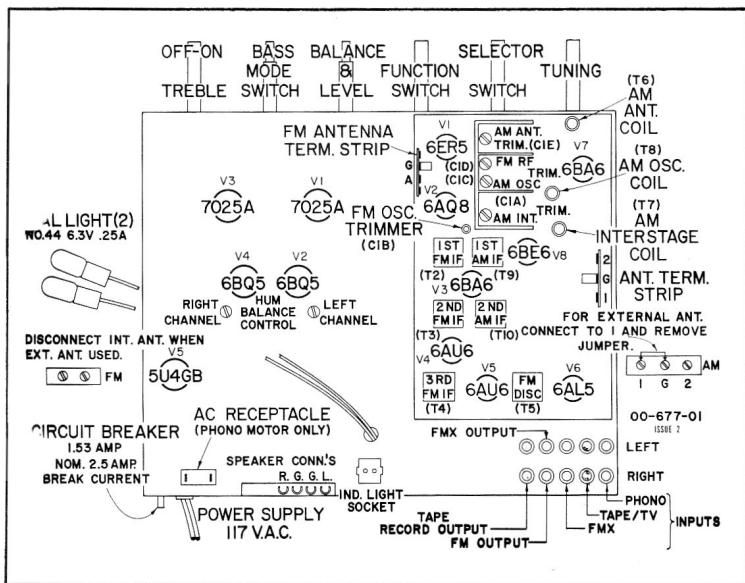 OFF-ON
TREBLE
BASS
MODE
SWITCH
BALANCE
&
LEVEL
FUNCTION
SWITCH
SELECTOR
SWITCH
TUNING
(T6)
AM
ANT.
COIL
FM ANTENNA
TERM. STRIP
G
A
V1
6ER5
AM ANT.
TRIM.(C1E)
(C1D)
(C1C)
FM RF
AM OSC
TRIM.
V7
6BA6
(T8)
AM OSC.
COIL
V3
7025A
V1
7025A
V2
6AQ8
(C1A)
AM INT.
TRIM.
FM OSC.
TRIMMER
(C1B)
(T7)
AM
INTERSTAGE
COIL
AL LIGHT(2)
NO.44 6.3V .25A
1ST
FM IF
(T2)
1ST
AM IF
(T9)
6BE6
V8
V4
6BQ5
V2
6BQ5
V3
6BA6
2
G
1
ANT. TERM.
STRIP
RIGHT
CHANNEL
HUM
BALANCE
CONTROL
LEFT
CHANNEL
2ND
FM IF
(T3)
2ND
AM IF
(T10)
FOR EXTERNAL ANT.
CONNECT TO 1 AND REMOVE
JUMPER.
DISCONNECT INT. ANT. WHEN
EXT. ANT. USED.
FM
V5
5U4GB
V4
6AU6
AM
1 G 2
3RD
FM IF
(T4)
V5
6AU6
FM
DISC
(T5)
V6
6AL5
00-677-01
ISSUE 2
CIRCUIT BREAKER
1.53 AMP
NOM. 2.5 AMP
BREAK CURRENT
AC RECEPTACLE
(PHONO MOTOR ONLY)
SPEAKER CONN.'S
R. G. G. L.
IND. LIGHT
SOCKET
POWER SUPPLY
117 V.A.C.
FMX OUTPUT
LEFT
RIGHT
TAPE
RECORD OUTPUT
FM OUTPUT
PHONO
TAPE/TV
FMX
INPUTS